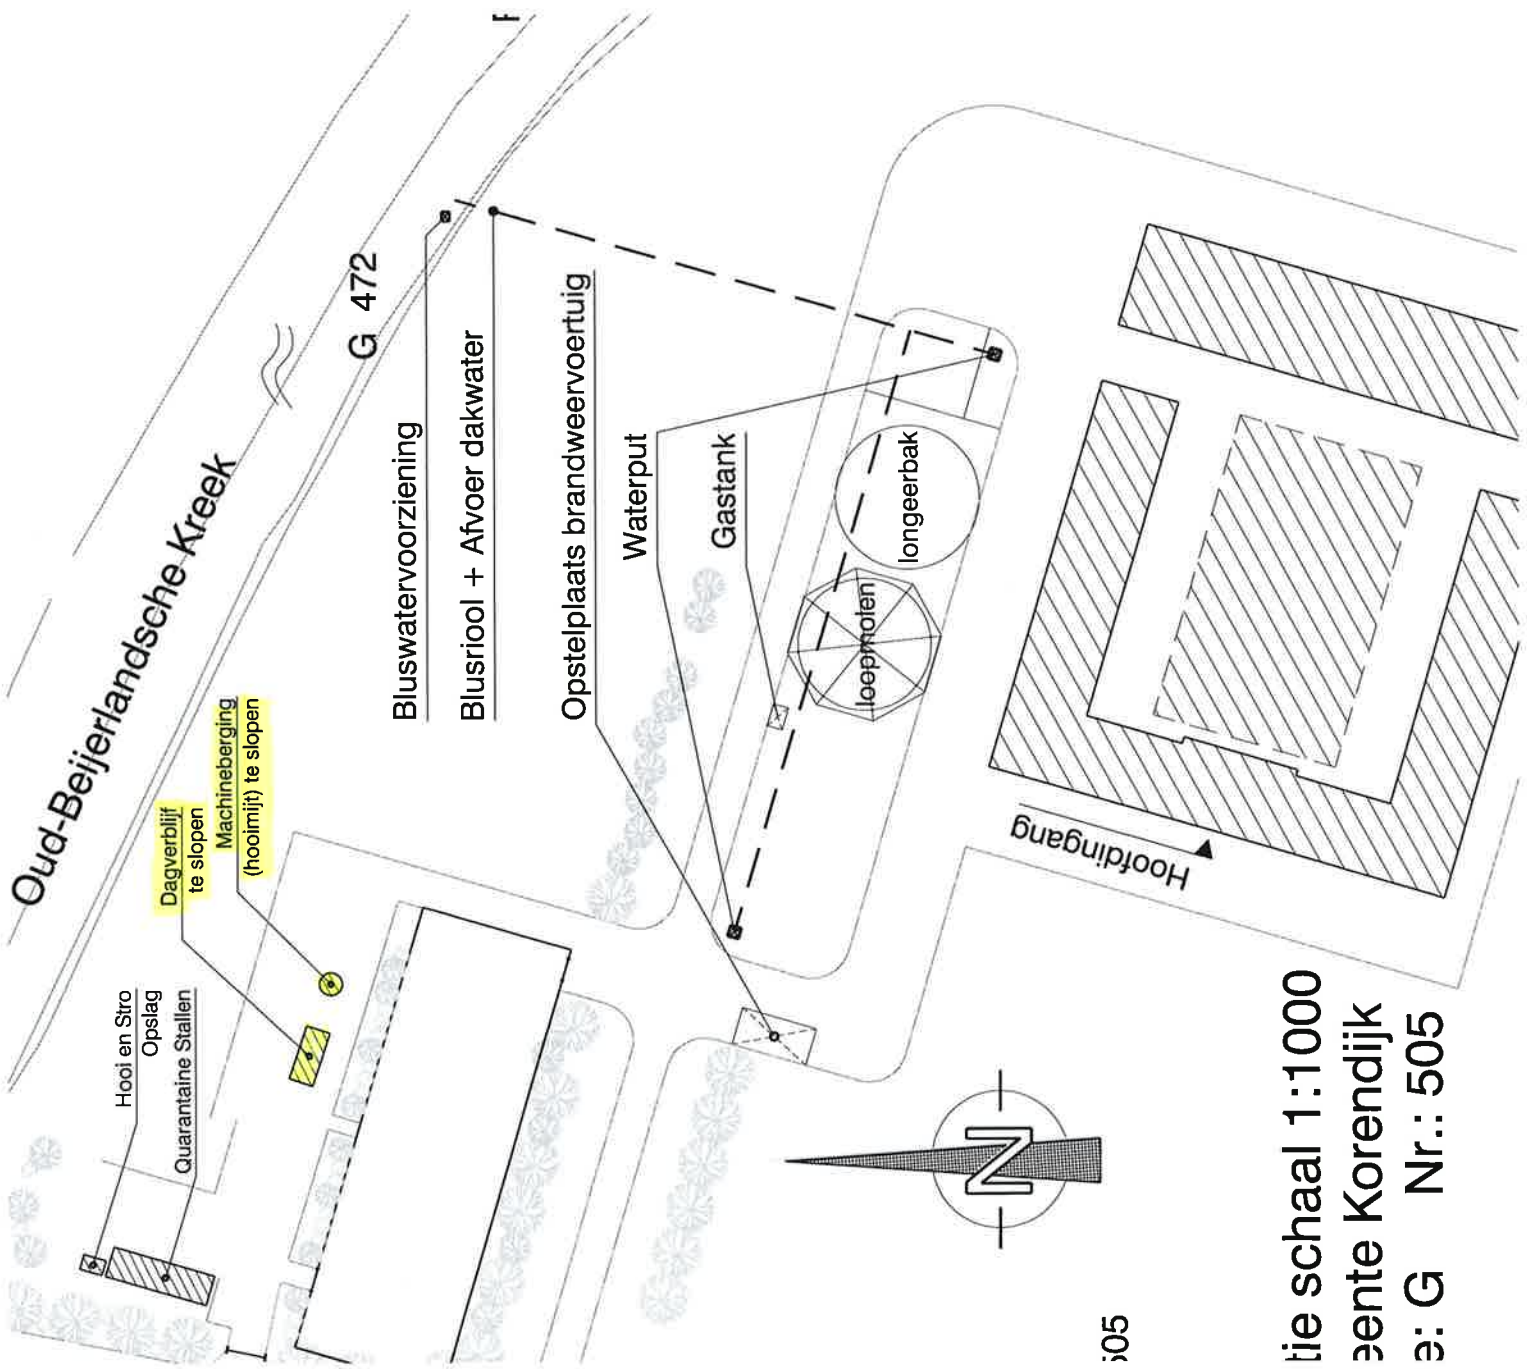 Oud-Beijerlandsche Kreek
G 472
Hooi en Stro
Opslag
Quarantaine Stallen
Dagverblijf
te slopen
Machineberging
(hooimijt) te slopen
Bluswatervoorziening
Blusriool + Afvoer dakwater
Opstelplaats brandweervoertuig
Waterput
Gastank
longeerbak
loopmolen
Hoofdingang
N
505
tie schaal 1:1000
eente Korendijk
e: G Nr.: 505